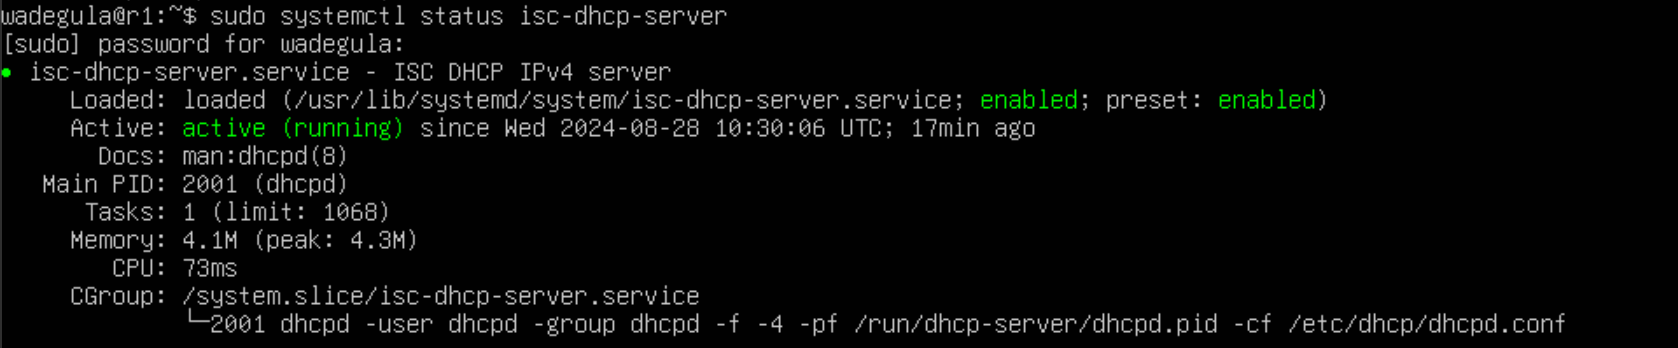 wadegula@r1:~$ sudo systemctl status isc-dhcp-server
[sudo] password for wadegula:
● isc-dhcp-server.service - ISC DHCP IPv4 server
     Loaded: loaded (/usr/lib/systemd/system/isc-dhcp-server.service; enabled; preset: enabled)
     Active: active (running) since Wed 2024-08-28 10:30:06 UTC; 17min ago
       Docs: man:dhcpd(8)
   Main PID: 2001 (dhcpd)
      Tasks: 1 (limit: 1068)
     Memory: 4.1M (peak: 4.3M)
        CPU: 73ms
     CGroup: /system.slice/isc-dhcp-server.service
             └─2001 dhcpd -user dhcpd -group dhcpd -f -4 -pf /run/dhcp-server/dhcpd.pid -cf /etc/dhcp/dhcpd.conf